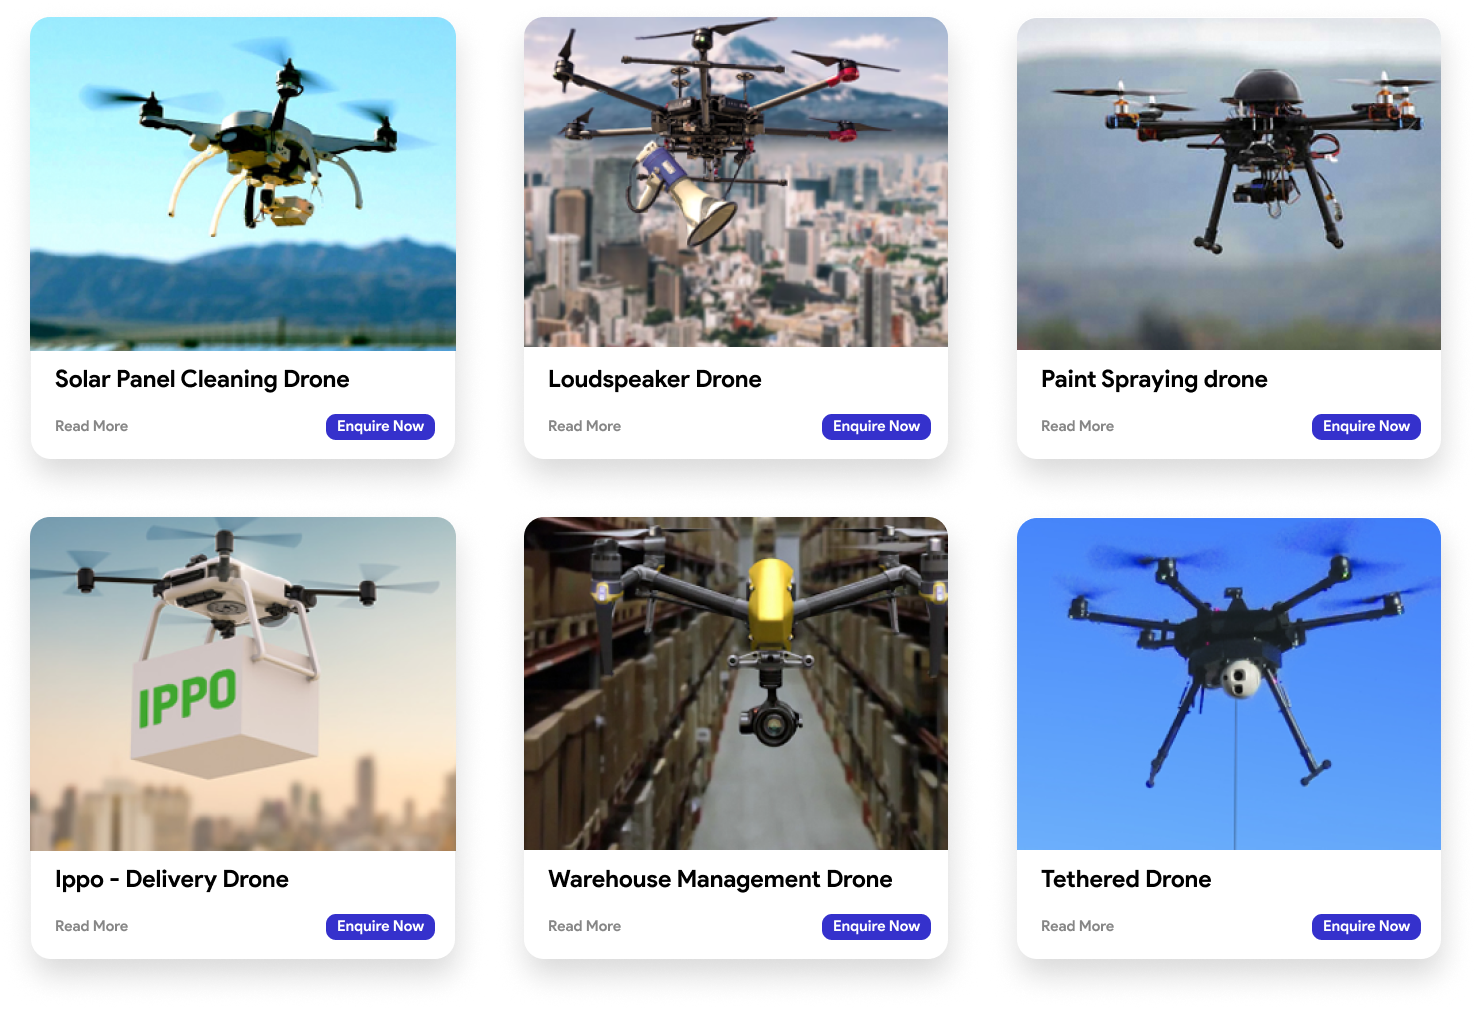 Solar Panel Cleaning Drone
Read More
Enquire Now
Loudspeaker Drone
Read More
Enquire Now
Paint Spraying drone
Read More
Enquire Now
IPPO
Ippo - Delivery Drone
Read More
Enquire Now
Warehouse Management Drone
Read More
Enquire Now
Tethered Drone
Read More
Enquire Now